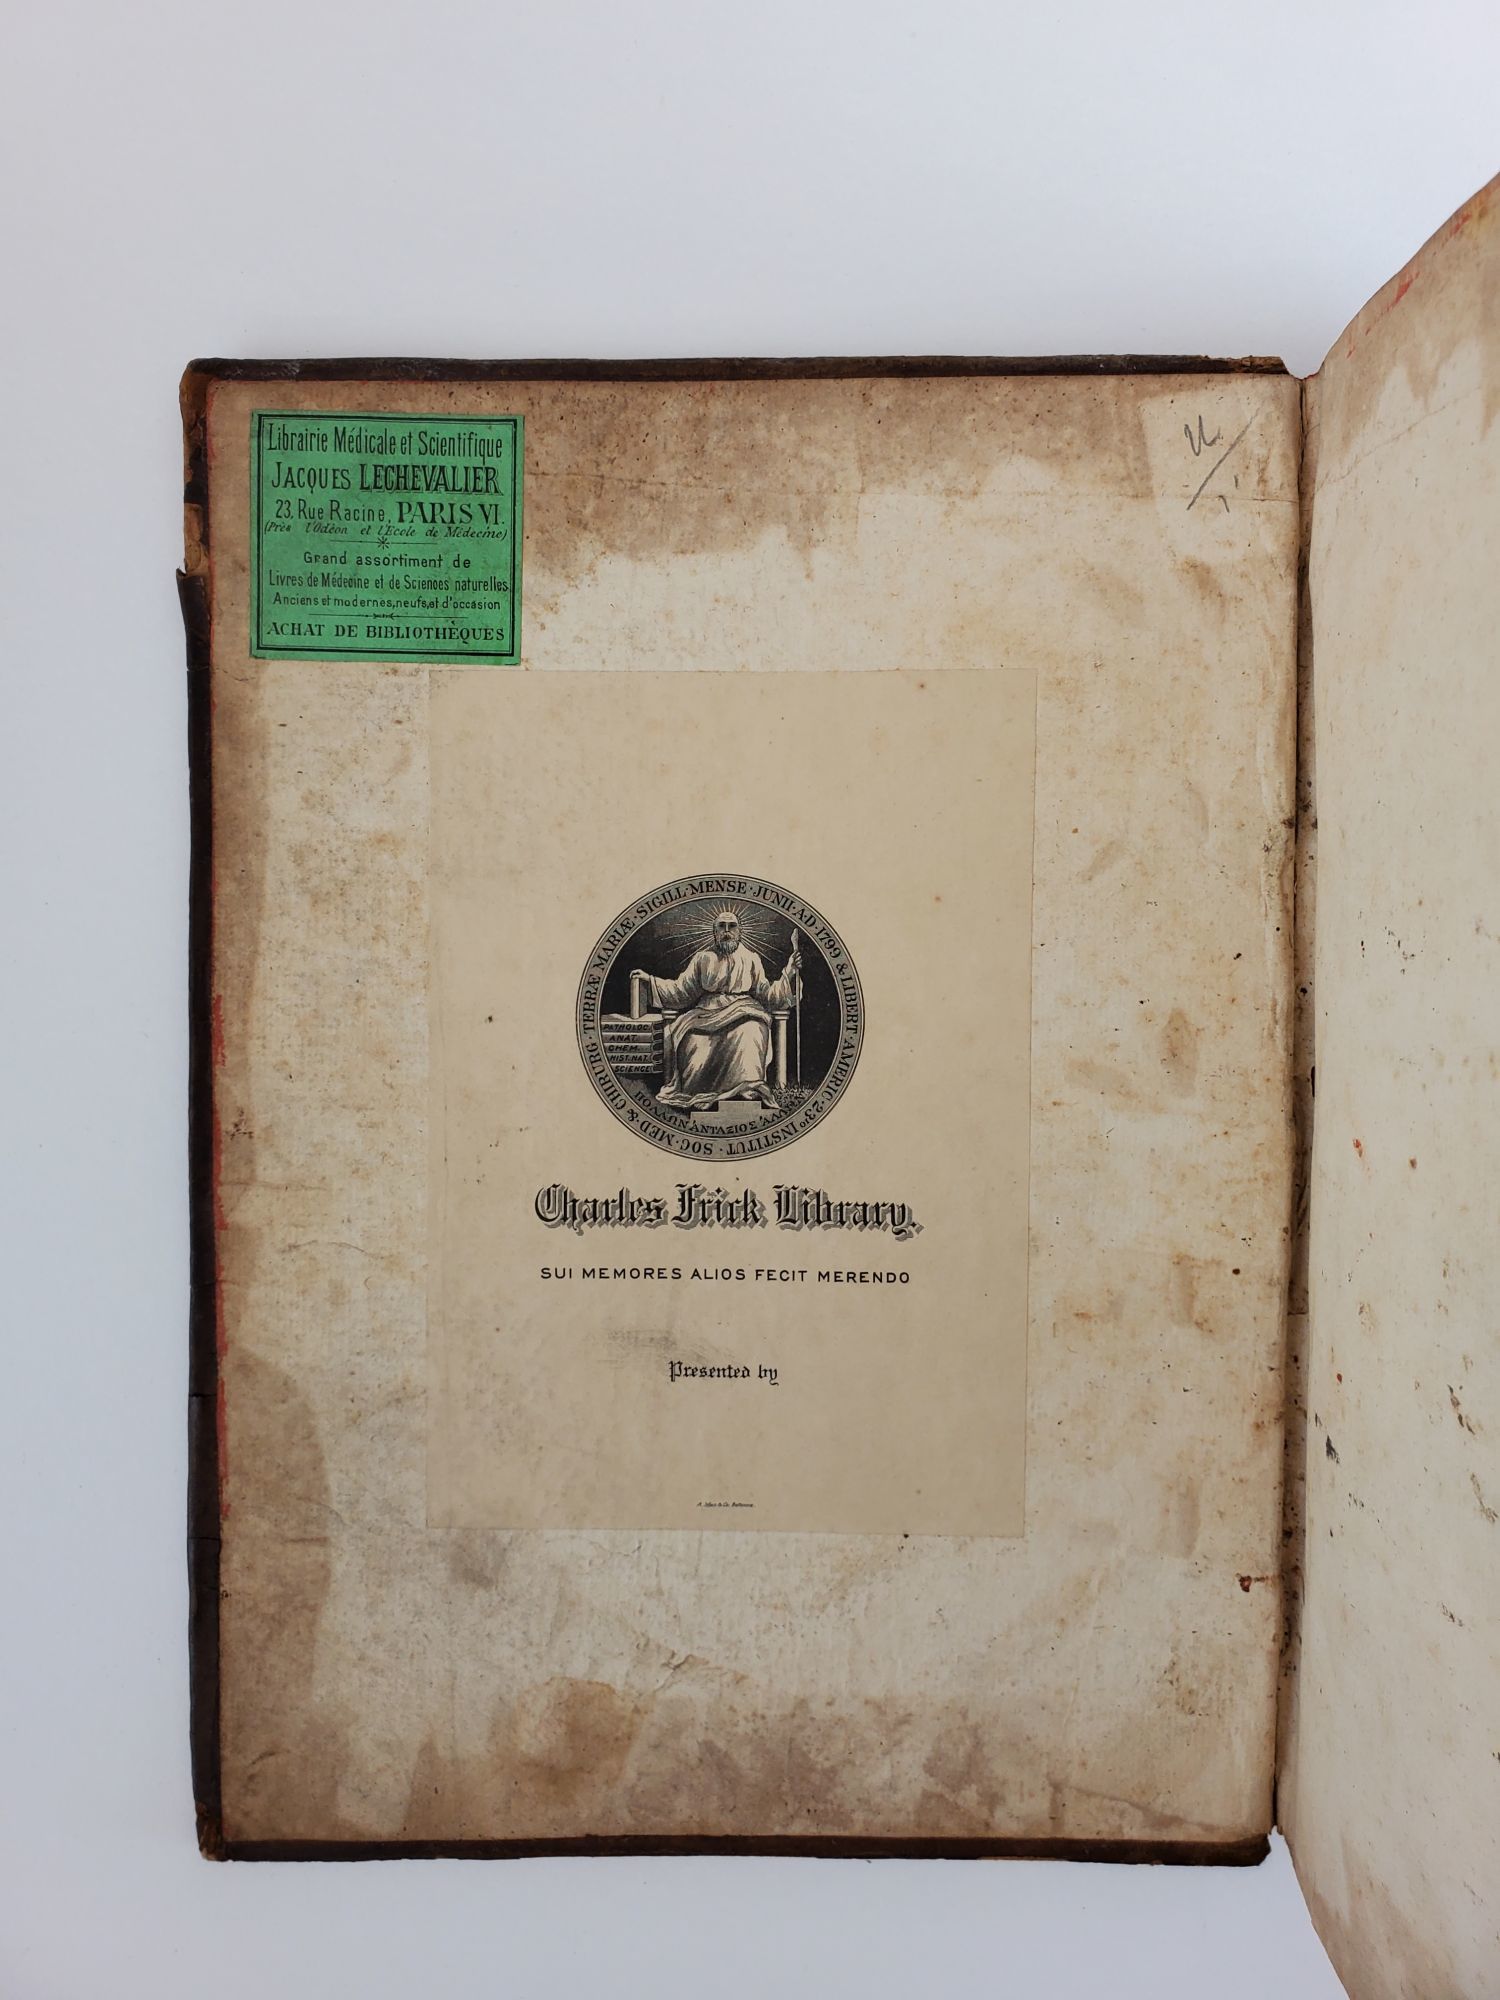 Librairie Médicale et Scientifique
JACQUES LECHEVALIER
23, Rue Racine, PARIS VI.
(Près l'Odéon et l'Ecole de Médecine)
Grand assortiment de
Livres de Médecine et de Sciences naturelles
Anciens et modernes, neufs, et d'occasion
ACHAT DE BIBLIOTHÈQUES
SOC·MED·& CHIRURG·TERRÆ MARIÆ·SIGILL·MENSE·JUNII·A·D·1799 & LIBERT·AMERIC·23ᴵᴼ INSTITUT·
PATHOLOG.
ANAT.
CHEM.
HIST. NAT.
SCIENCE
Charles Frick Library.
SUI MEMORES ALIOS FECIT MERENDO
Presented by